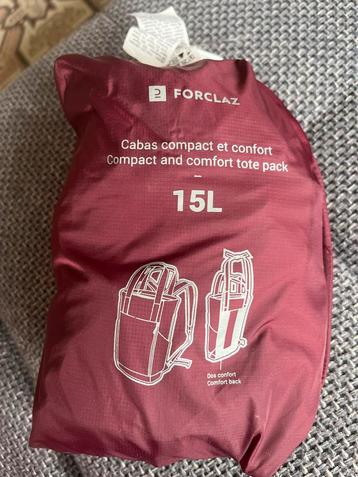 FORCLAZ
Cabas compact et confort
Compact and comfort tote pack
-
15L
Dos confort
Comfort back